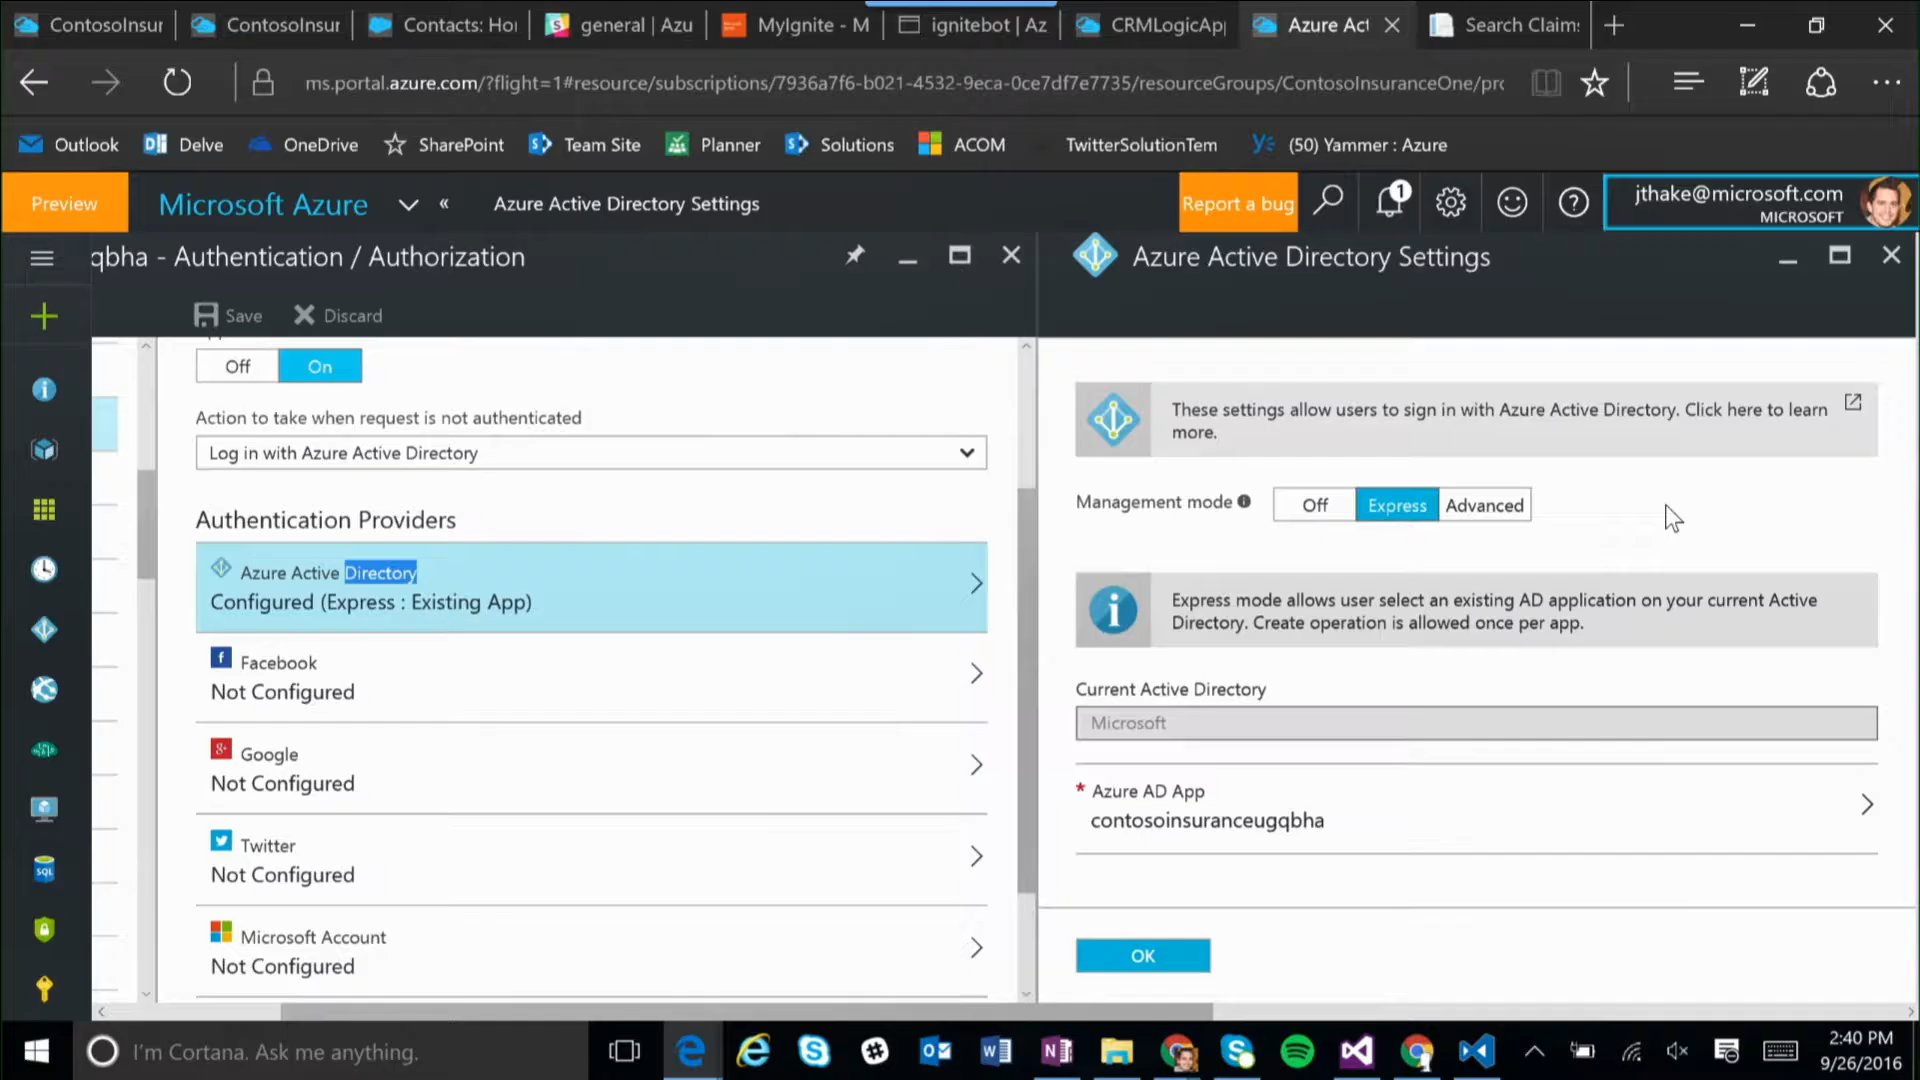 ContosoInsur
ContosoInsur
Contacts: Ho
general | Azu
MyIgnite - M
ignitebot | Az
CRMLogicAp
Azure Act
Search Claims
ms.portal.azure.com/?flight=1#resource/subscriptions/7936a7f6-b021-4532-9eca-0ce7df7e7735/resourceGroups/ContosoInsuranceOne/prc
Outlook
Delve
OneDrive
SharePoint
Team Site
Planner
Solutions
ACOM
TwitterSolutionTem
(50) Yammer : Azure
Preview
Microsoft Azure
«
Azure Active Directory Settings
Report a bug
1
jthake@microsoft.com
MICROSOFT
qbha - Authentication / Authorization
Save
Discard
Off
On
Action to take when request is not authenticated
Log in with Azure Active Directory
Authentication Providers
Azure Active Directory
Configured (Express : Existing App)
Facebook
Not Configured
Google
Not Configured
Twitter
Not Configured
Microsoft Account
Not Configured
Azure Active Directory Settings
These settings allow users to sign in with Azure Active Directory. Click here to learn
more.
Management mode
Off
Express
Advanced
Express mode allows user select an existing AD application on your current Active
Directory. Create operation is allowed once per app.
Current Active Directory
Microsoft
* Azure AD App
contosoinsuranceugqbha
OK
SQL
I'm Cortana. Ask me anything.
2:40 PM
9/26/2016